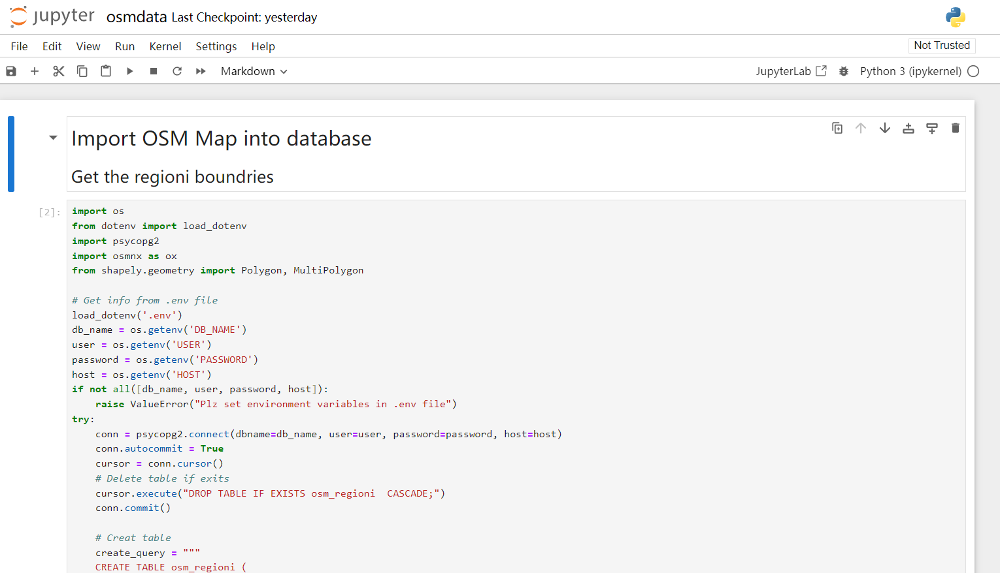 jupyter osmdata Last Checkpoint: yesterday
File Edit View Run Kernel Settings Help Not Trusted
Markdown JupyterLab Python 3 (ipykernel)
Import OSM Map into database
Get the regioni boundries
[2]:
import os
from dotenv import load_dotenv
import psycopg2
import osmnx as ox
from shapely.geometry import Polygon, MultiPolygon

# Get info from .env file
load_dotenv('.env')
db_name = os.getenv('DB_NAME')
user = os.getenv('USER')
password = os.getenv('PASSWORD')
host = os.getenv('HOST')
if not all([db_name, user, password, host]):
    raise ValueError("Plz set environment variables in .env file")
try:
    conn = psycopg2.connect(dbname=db_name, user=user, password=password, host=host)
    conn.autocommit = True
    cursor = conn.cursor()
    # Delete table if exits
    cursor.execute("DROP TABLE IF EXISTS osm_regioni  CASCADE;")
    conn.commit()

    # Creat table
    create_query = """
    CREATE TABLE osm_regioni (